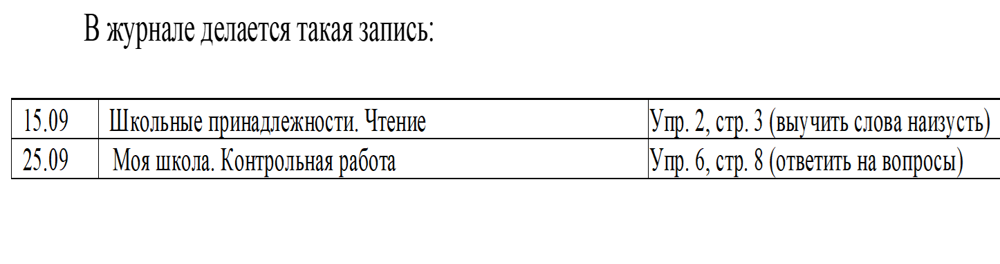 В журнале делается такая запись:
15.09 Школьные принадлежности. Чтение Упр. 2, стр. 3 (выучить слова наизусть)
25.09 Моя школа. Контрольная работа Упр. 6, стр. 8 (ответить на вопросы)